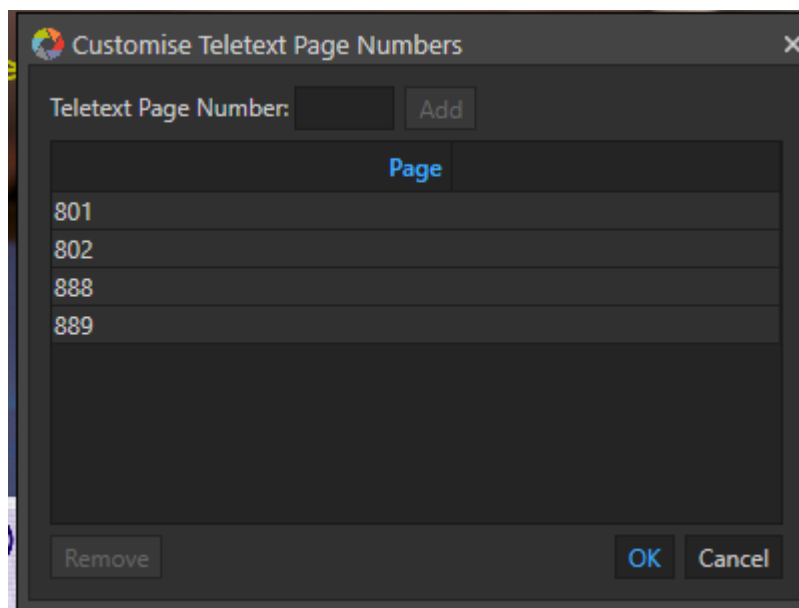 Customise Teletext Page Numbers
Teletext Page Number:
Add
Page
801
802
888
889
Remove
OK
Cancel